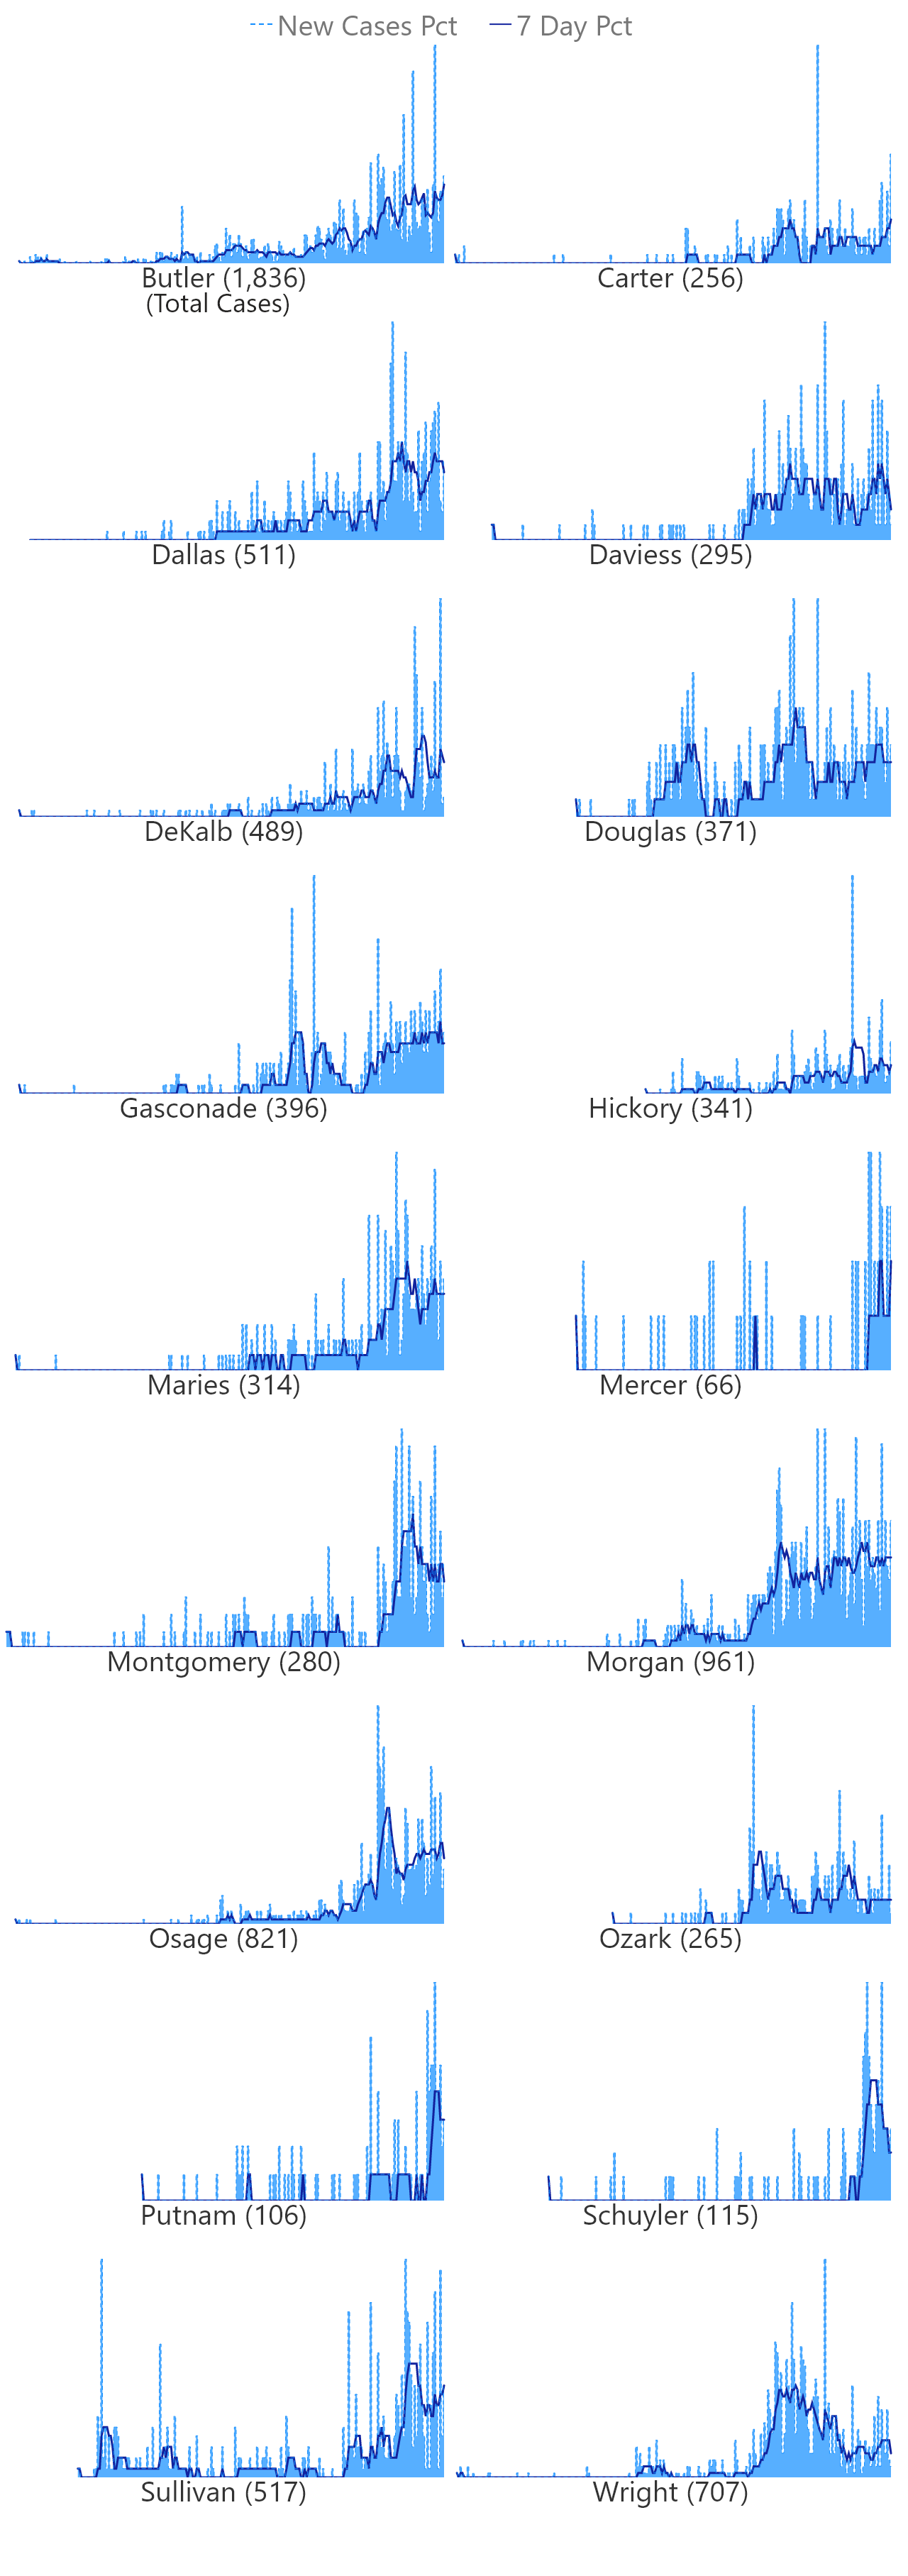 New Cases Pct 7 Day Pct
Butler (1,836) Carter (256)
(Total Cases)
Dallas (511) Daviess (295)
DeKalb (489) Douglas (371)
Gasconade (396) Hickory (341)
Maries (314) Mercer (66)
Montgomery (280) Morgan (961)
Osage (821) Ozark (265)
Putnam (106) Schuyler (115)
Sullivan (517) Wright (707)